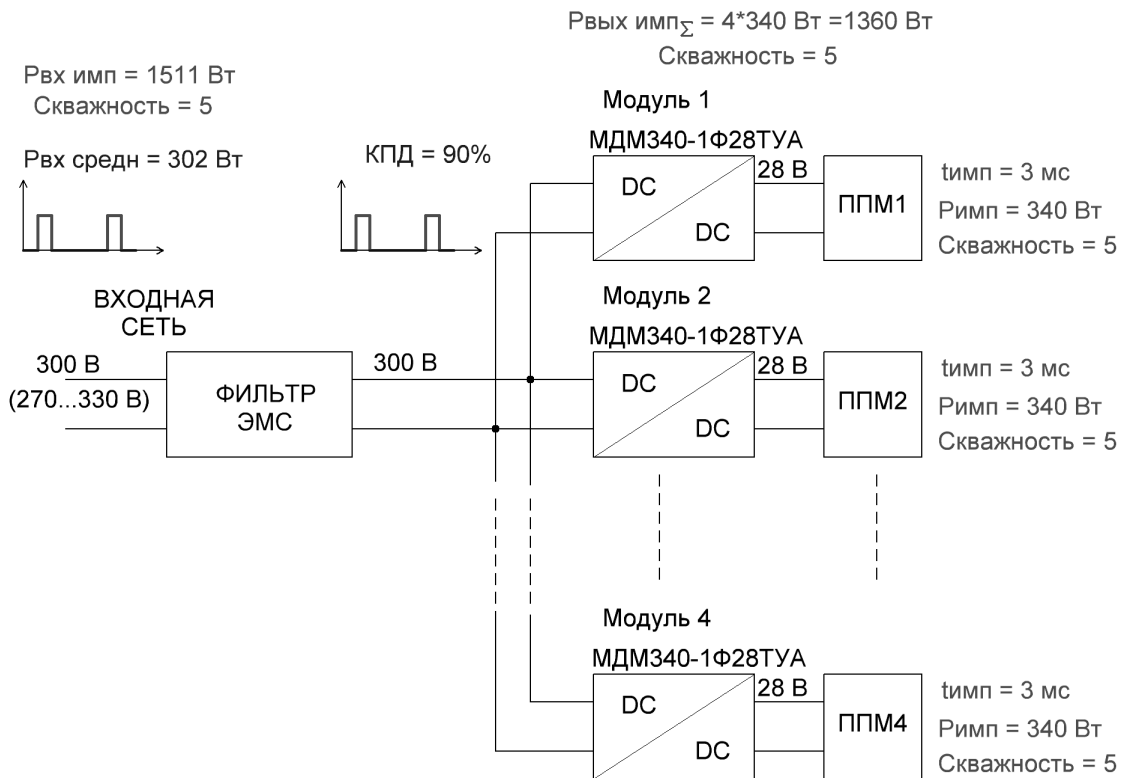 Рвых имп∑ = 4*340 Вт =1360 Вт
Скважность = 5
Рвх имп = 1511 Вт
Скважность = 5
Рвх средн = 302 Вт
КПД = 90%
Модуль 1
МДМ340-1Ф28ТУА
DC
DC
28 В
ППМ1
tимп = 3 мс
Римп = 340 Вт
Скважность = 5
ВХОДНАЯ
СЕТЬ
300 В
(270...330 В)
ФИЛЬТР
ЭМС
300 В
Модуль 2
МДМ340-1Ф28ТУА
DC
DC
28 В
ППМ2
tимп = 3 мс
Римп = 340 Вт
Скважность = 5
Модуль 4
МДМ340-1Ф28ТУА
DC
DC
28 В
ППМ4
tимп = 3 мс
Римп = 340 Вт
Скважность = 5